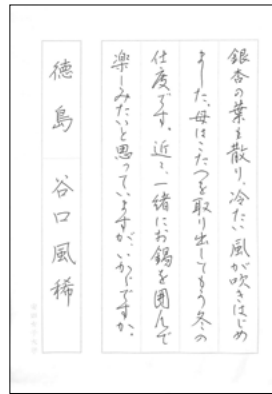 銀杏の葉も散り、冷たい風が吹きはじめ
ました。母はこたつを取り出してもう冬の
仕度です。近々一緒にお鍋を囲んで
楽しみたいと思っていますが、いかがですか。
徳島 谷口風稀